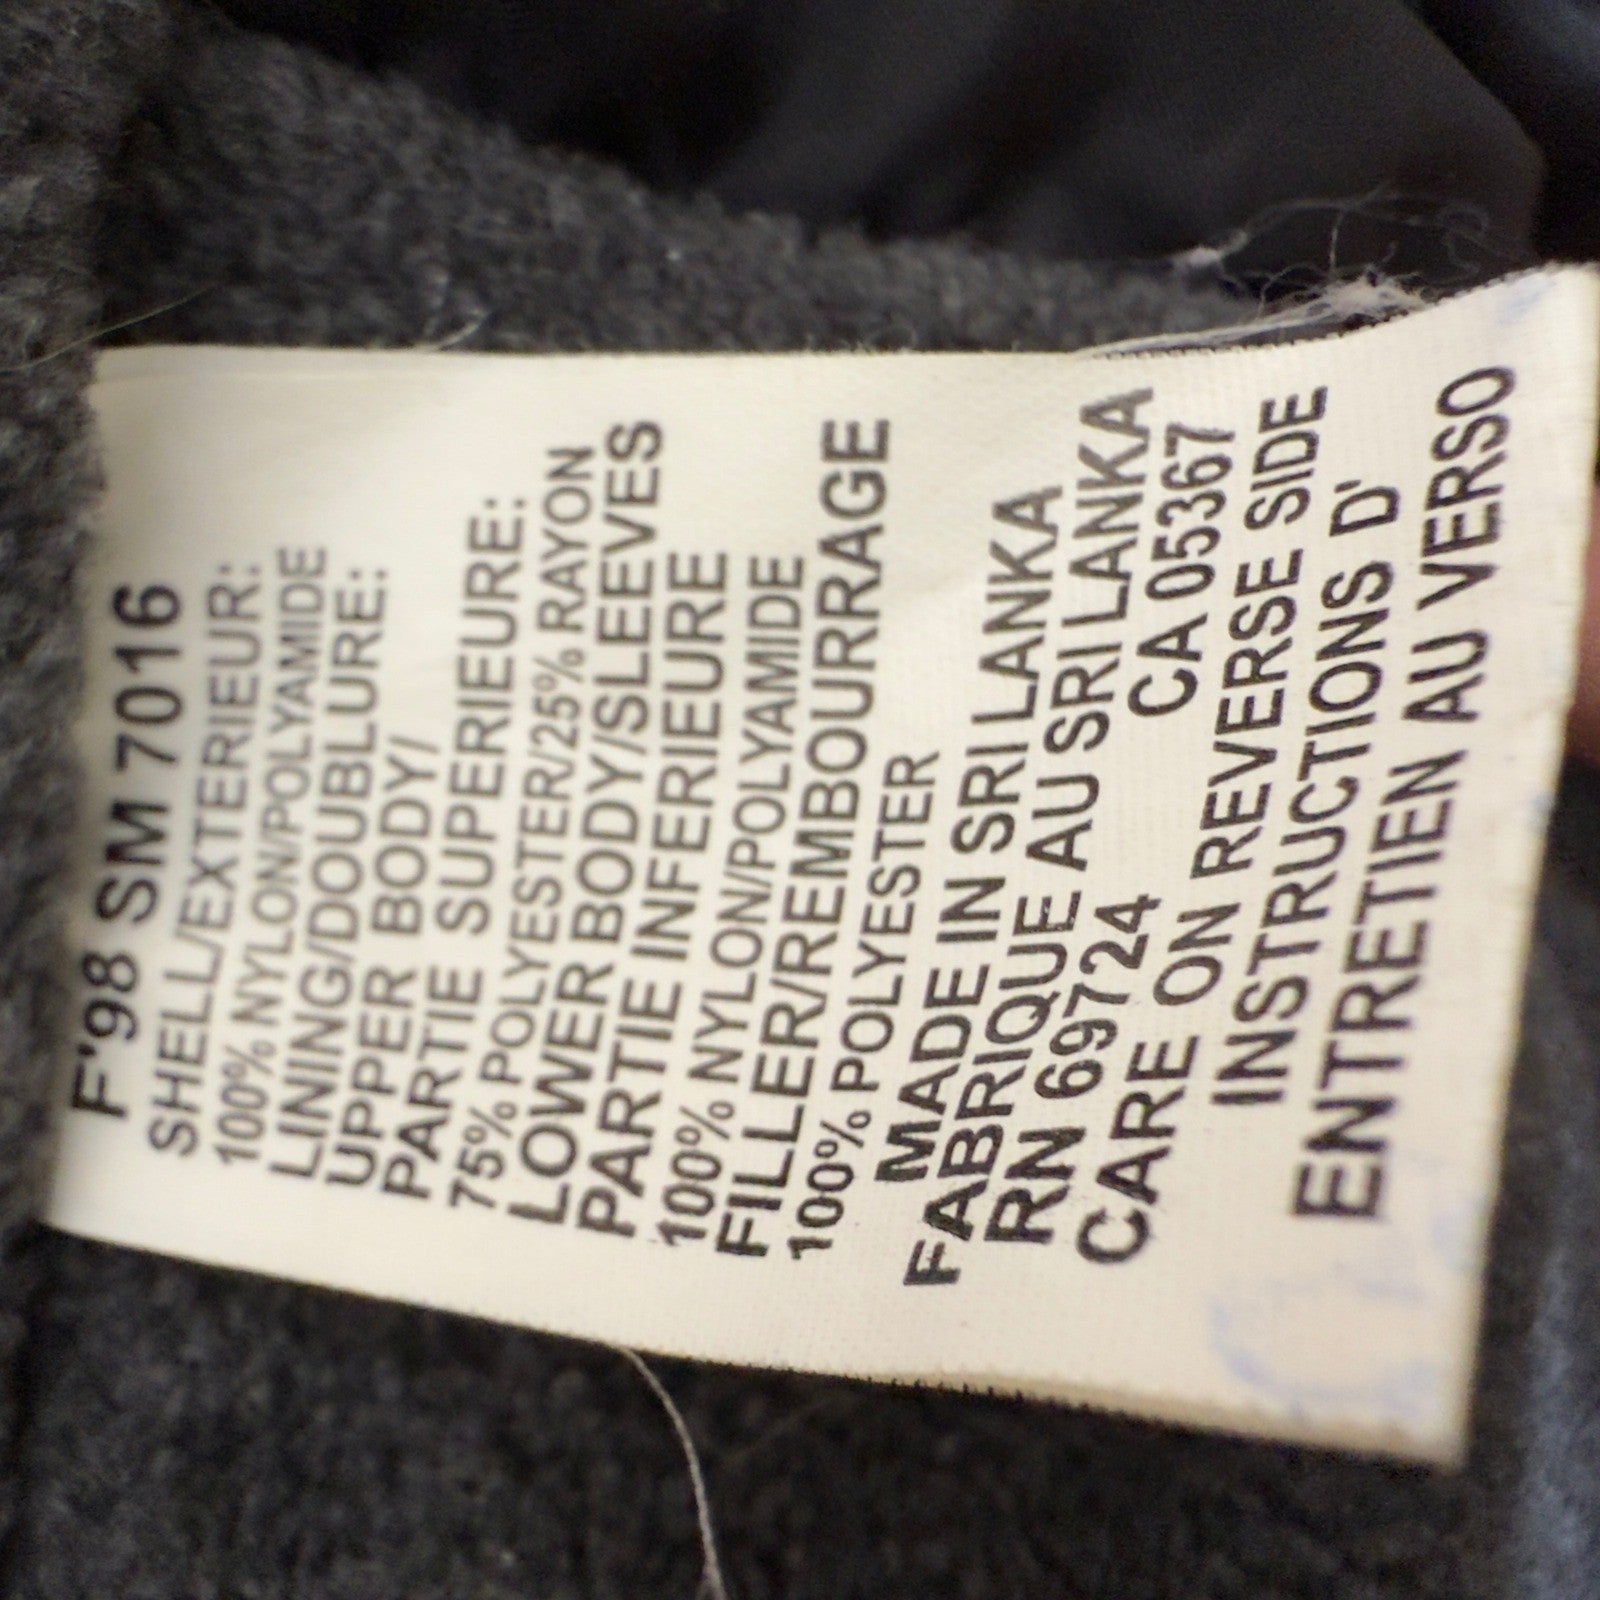 F'98 SM 7016
SHELL/EXTERIEUR:
100% NYLON/POLYAMIDE
LINING/DOUBLURE:
UPPER BODY/
PARTIE SUPERIEURE:
75% POLYESTER/25% RAYON
LOWER BODY/SLEEVES
PARTIE INFERIEURE
100% NYLON/POLYAMIDE
FILLER/REMBOURRAGE
100% POLYESTER
MADE IN SRI LANKA
FABRIQUE AU SRI LANKA
RN 69724 CA 05367
CARE ON REVERSE SIDE
INSTRUCTIONS D'
ENTRETIEN AU VERSO